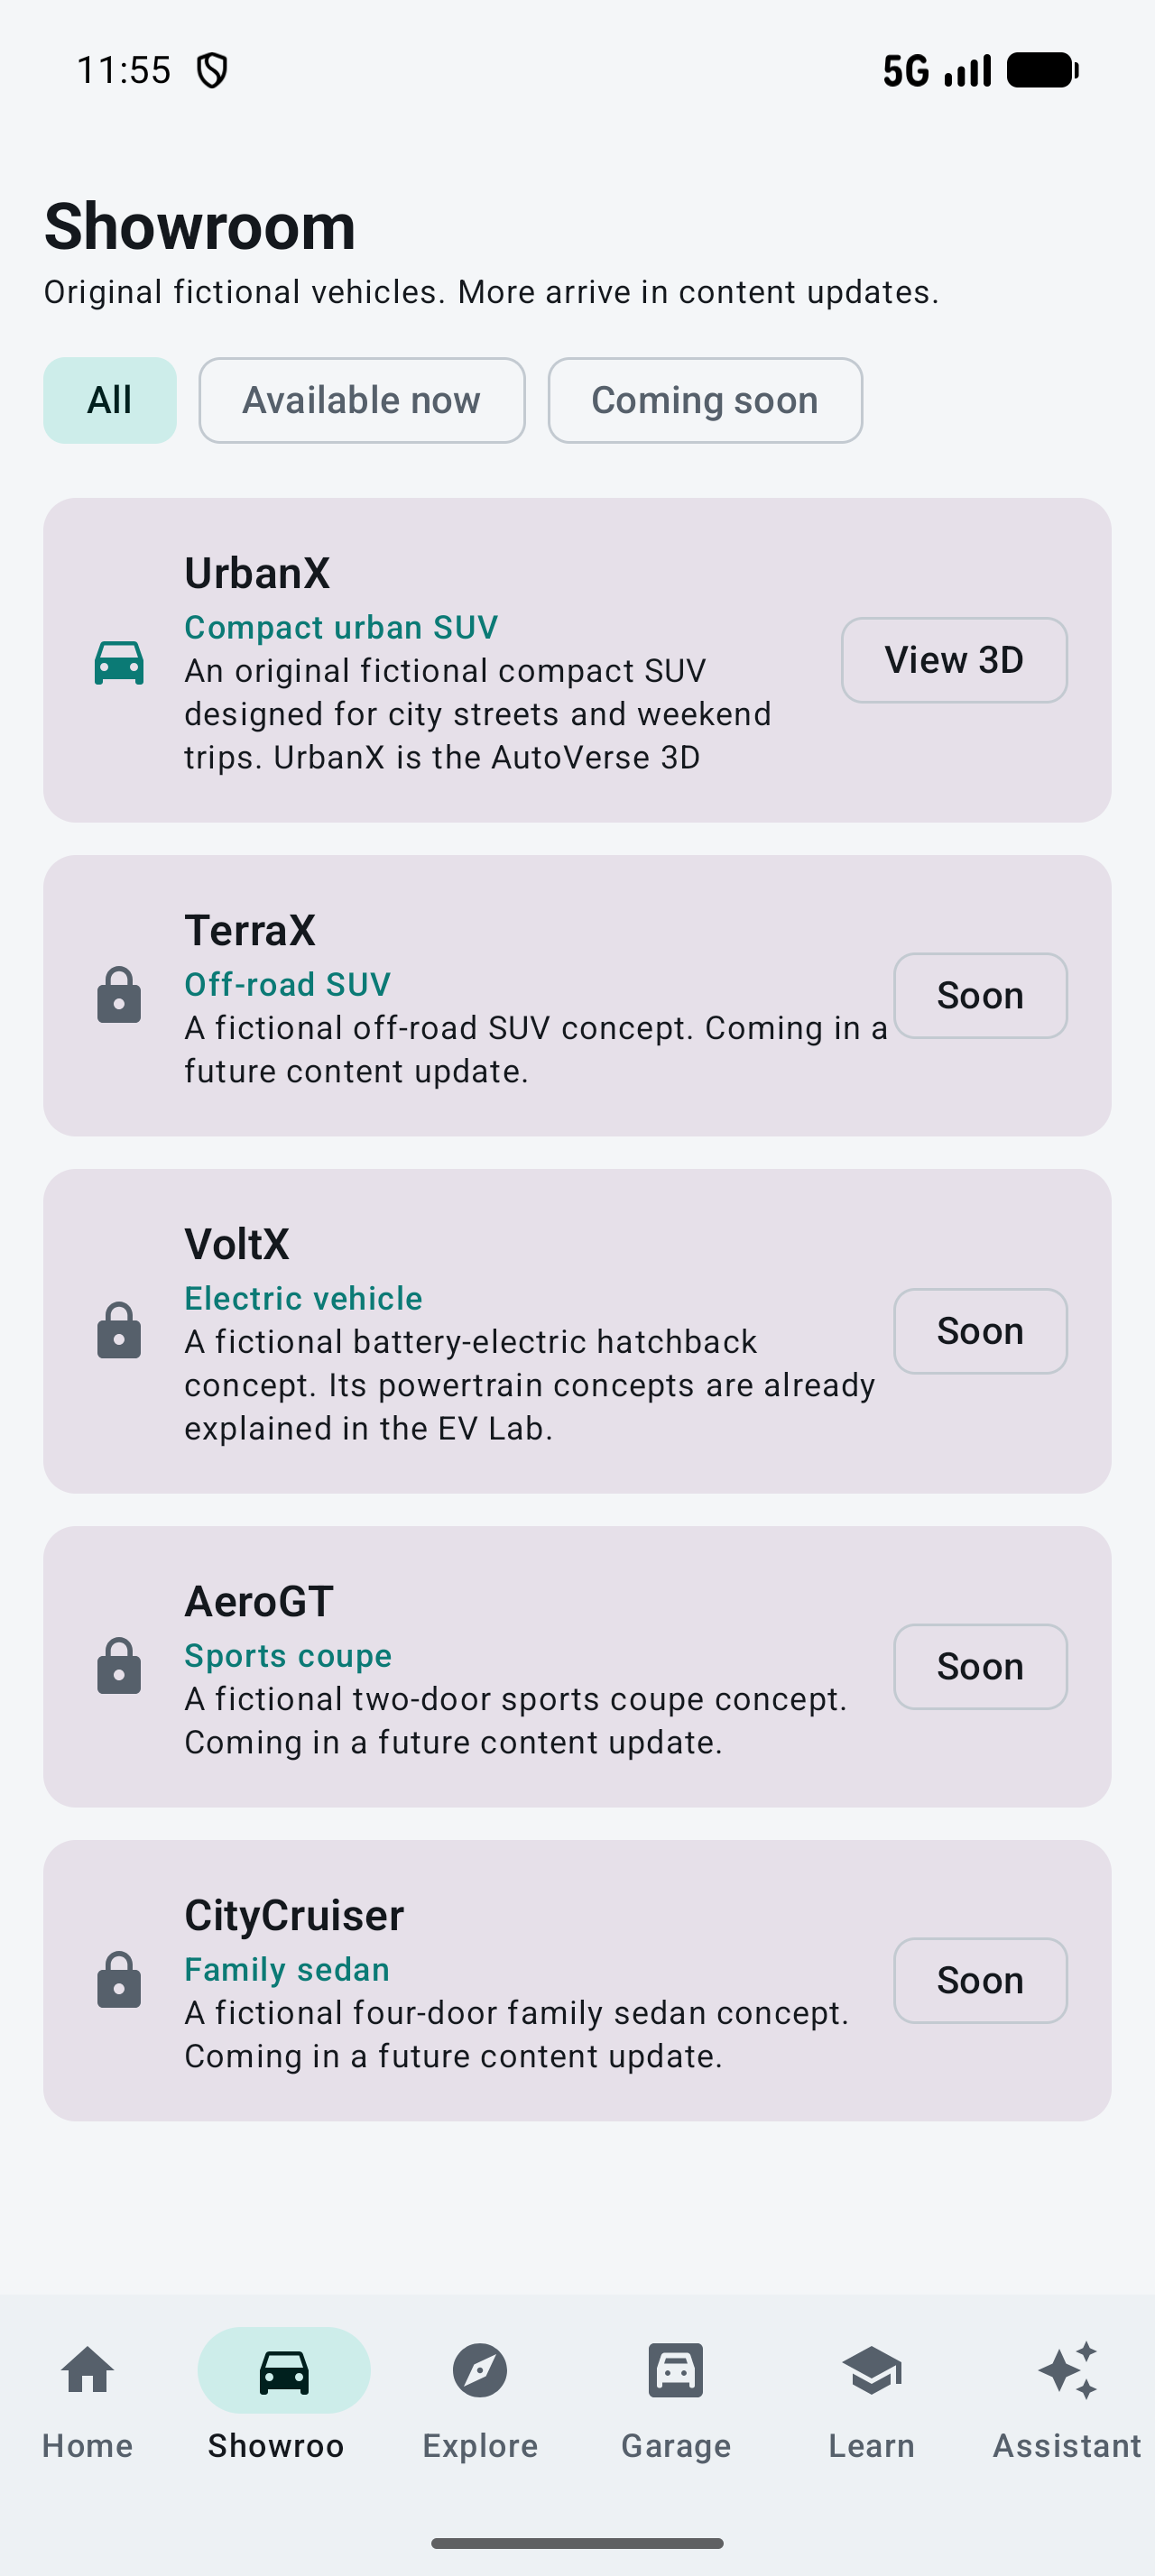 11:55
5G
Showroom
Original fictional vehicles. More arrive in content updates.
All
Available now
Coming soon
UrbanX
Compact urban SUV
An original fictional compact SUV
designed for city streets and weekend
trips. UrbanX is the AutoVerse 3D
View 3D
TerraX
Off-road SUV
A fictional off-road SUV concept. Coming in a
future content update.
Soon
VoltX
Electric vehicle
A fictional battery-electric hatchback
concept. Its powertrain concepts are already
explained in the EV Lab.
Soon
AeroGT
Sports coupe
A fictional two-door sports coupe concept.
Coming in a future content update.
Soon
CityCruiser
Family sedan
A fictional four-door family sedan concept.
Coming in a future content update.
Soon
Home
Showroo
Explore
Garage
Learn
Assistant